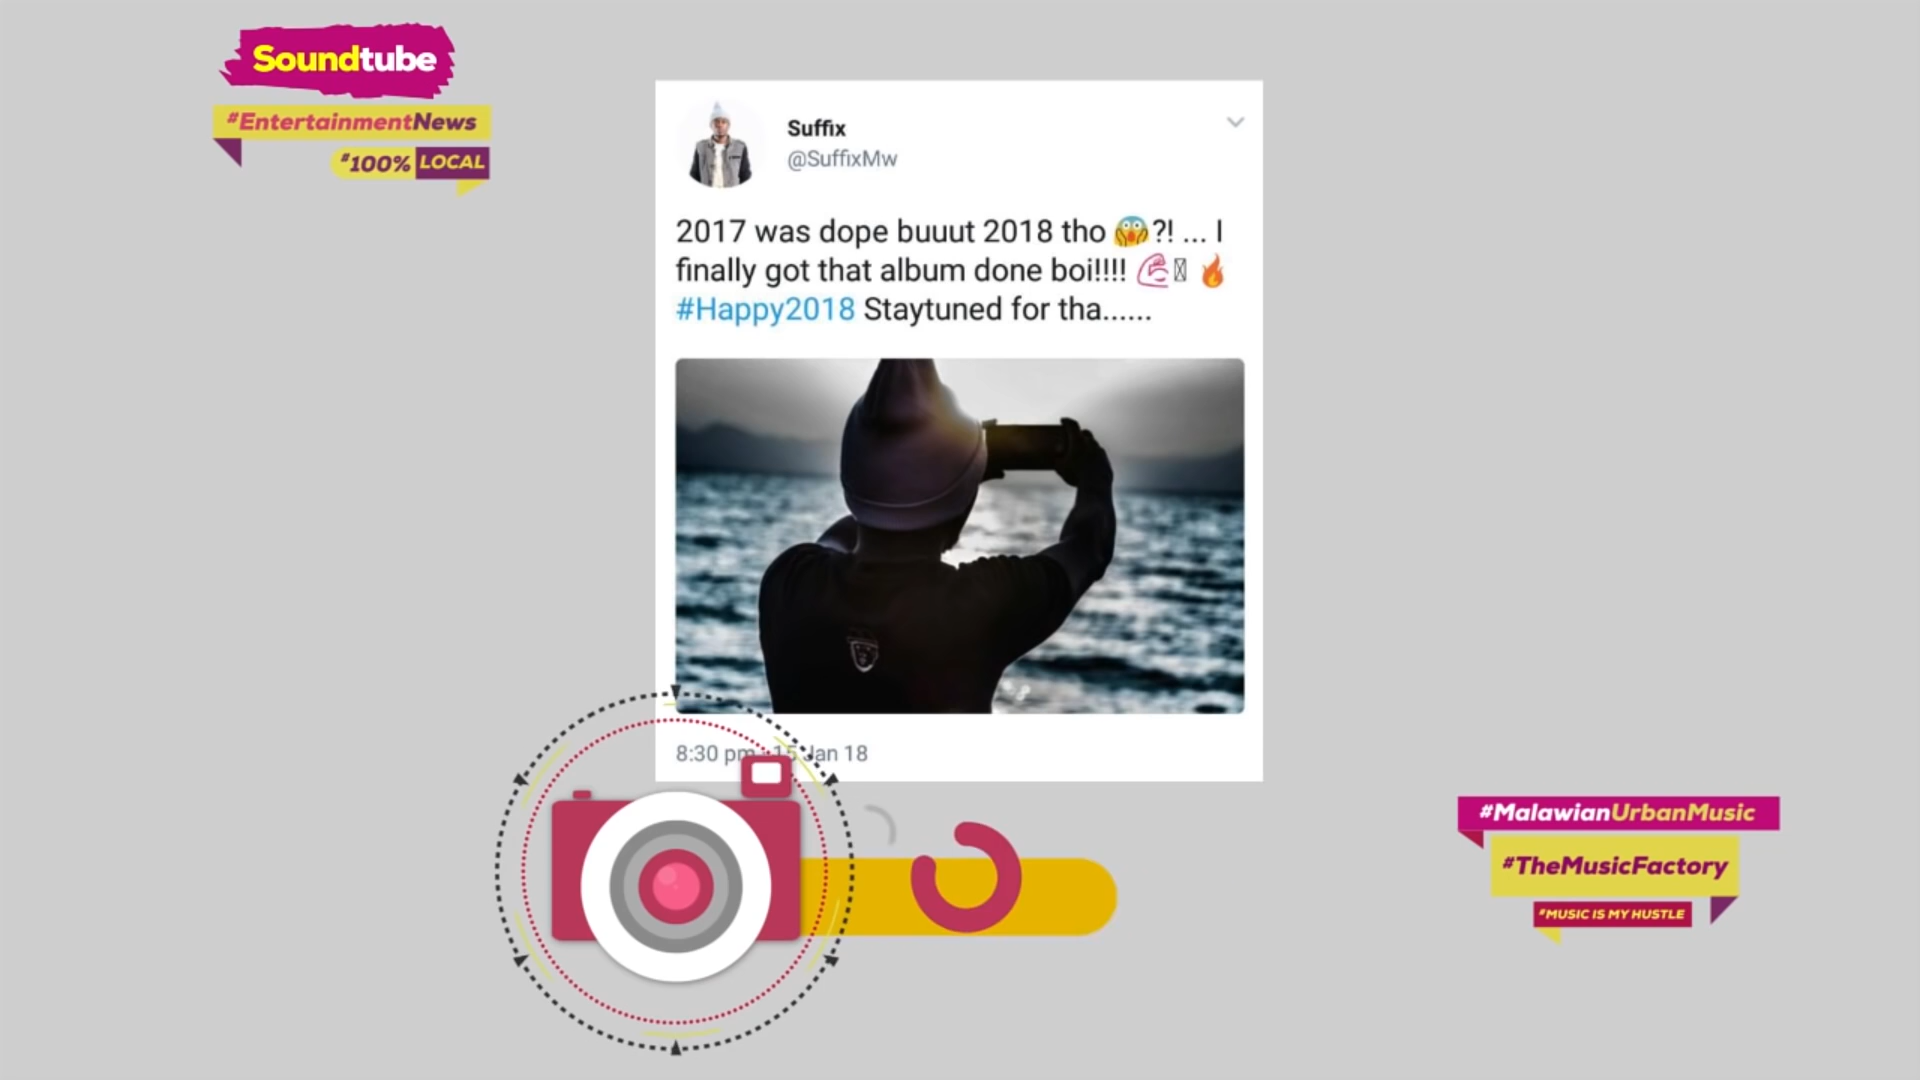 Soundtube
#EntertainmentNews
#100% LOCAL
Suffix
@SuffixMw
2017 was dope buuut 2018 tho 😱?! ... I
finally got that album done boi!!!! 💪 🔥
#Happy2018 Staytuned for tha......
8:30 pm · 15 Jan 18
#MalawianUrbanMusic
#TheMusicFactory
#MUSIC IS MY HUSTLE